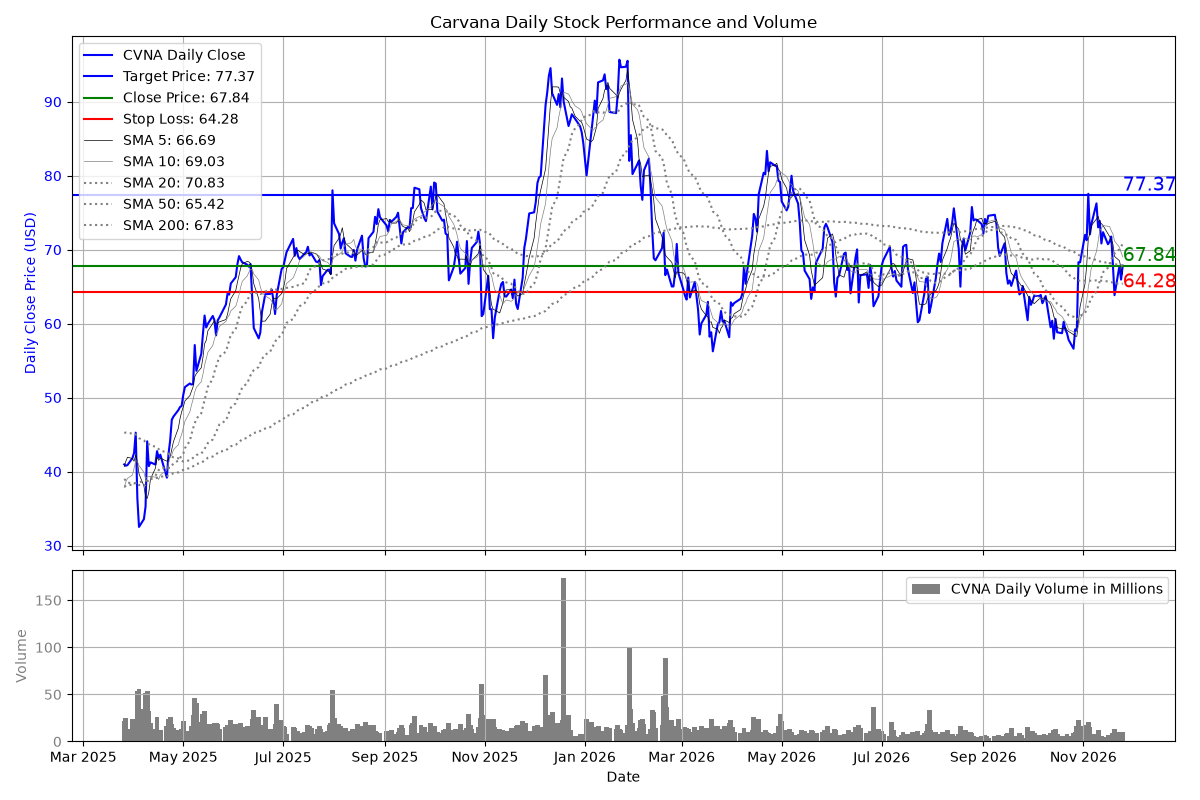 Carvana Daily Stock Performance and Volume
CVNA Daily Close
Target Price: 77.37
Close Price: 67.84
Stop Loss: 64.28
SMA 5: 66.69
SMA 10: 69.03
SMA 20: 70.83
SMA 50: 65.42
SMA 200: 67.83
Daily Close Price (USD)
90
80
70
60
50
40
30
77.37
67.84
64.28
CVNA Daily Volume in Millions
Volume
150
100
50
0
Mar 2025 May 2025 Jul 2025 Sep 2025 Nov 2025 Jan 2026 Mar 2026 May 2026 Jul 2026 Sep 2026 Nov 2026
Date